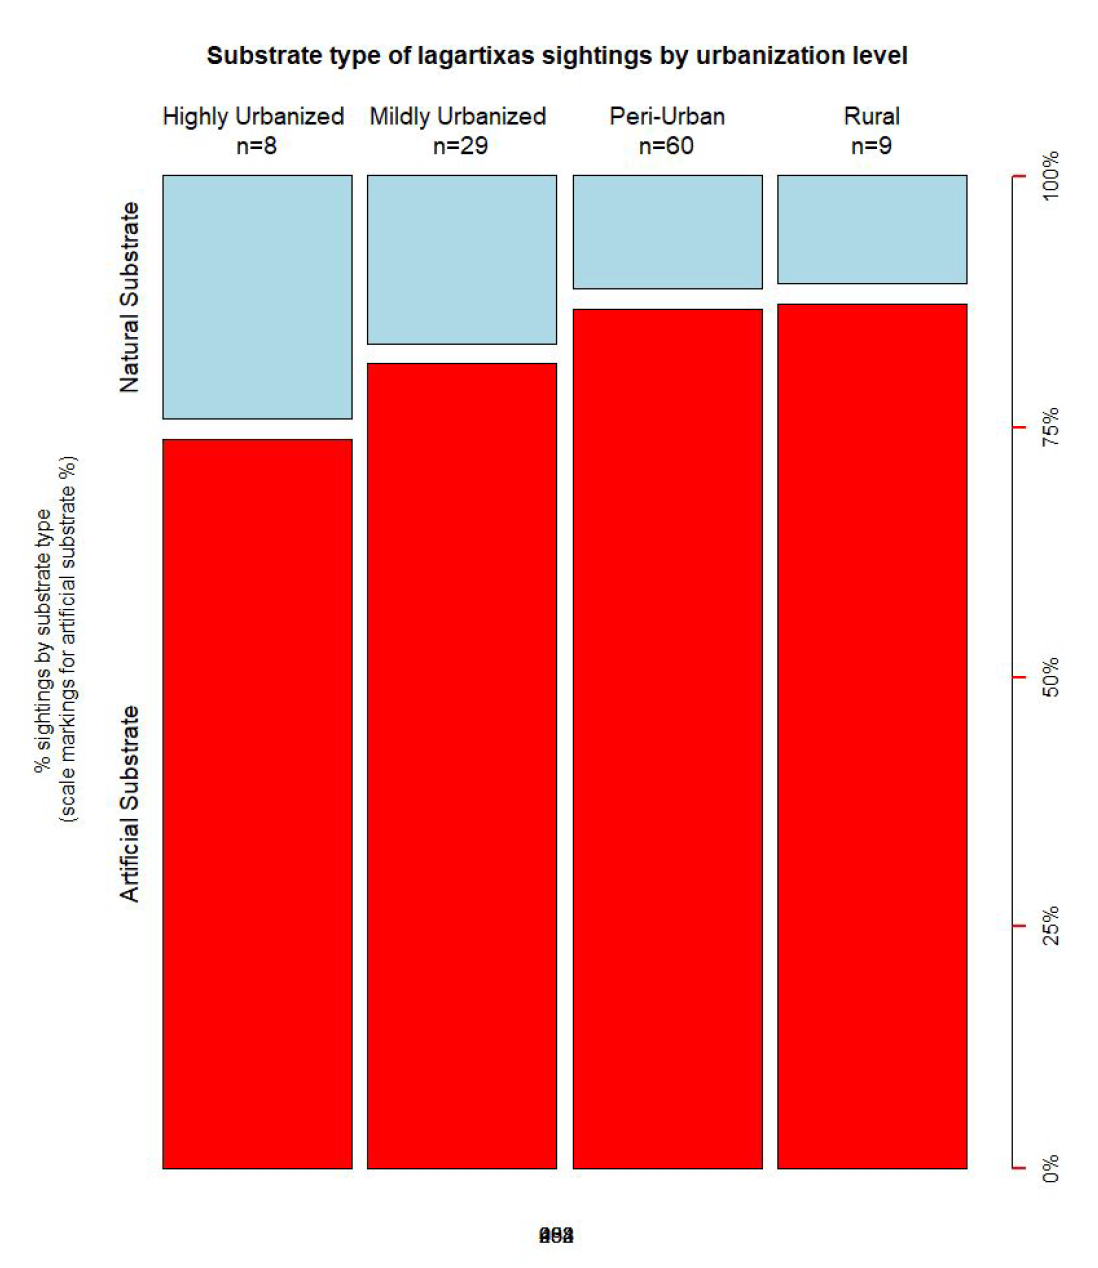 Substrate type of lagartixas sightings by urbanization level
Highly Urbanized
n=8
Mildly Urbanized
n=29
Peri-Urban
n=60
Rural
n=9
Natural Substrate
Artificial Substrate
% sightings by substrate type
(scale markings for artificial substrate %)
100%
75%
50%
25%
0%